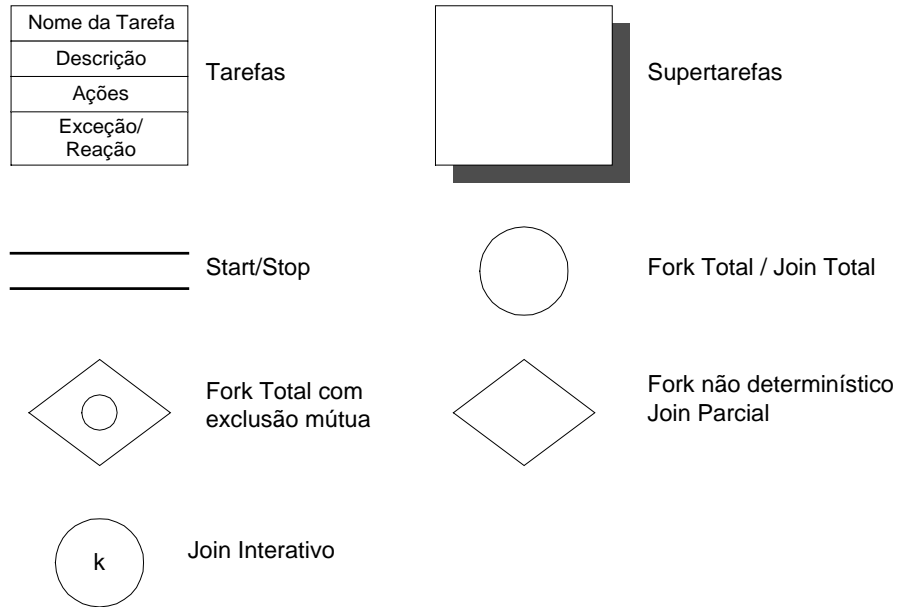 Nome da Tarefa
Descrição
Ações
Exceção/
Reação
Tarefas
Supertarefas
Start/Stop
Fork Total / Join Total
Fork Total com
exclusão mútua
Fork não determinístico
Join Parcial
k
Join Interativo